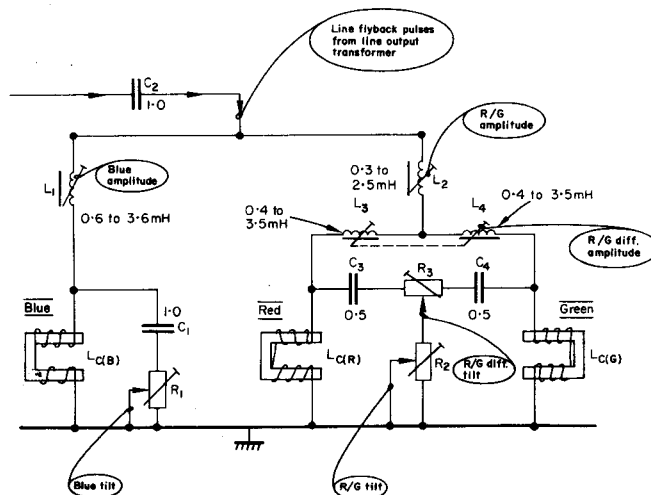 Line flyback pulses
from line output
transformer
C2
1·0
R/G
amplitude
Blue
amplitude
L1
0·6 to 3·6mH
0·3 to
2·5mH
L2
L3
L4
0·4 to
3·5mH
0·4 to
3·5mH
R/G diff.
amplitude
C3
R3
C4
0·5
0·5
Blue
1·0
C1
Red
Green
LC(B)
R1
LC(R)
R2
R/G diff.
tilt
LC(G)
Blue tilt
R/G tilt